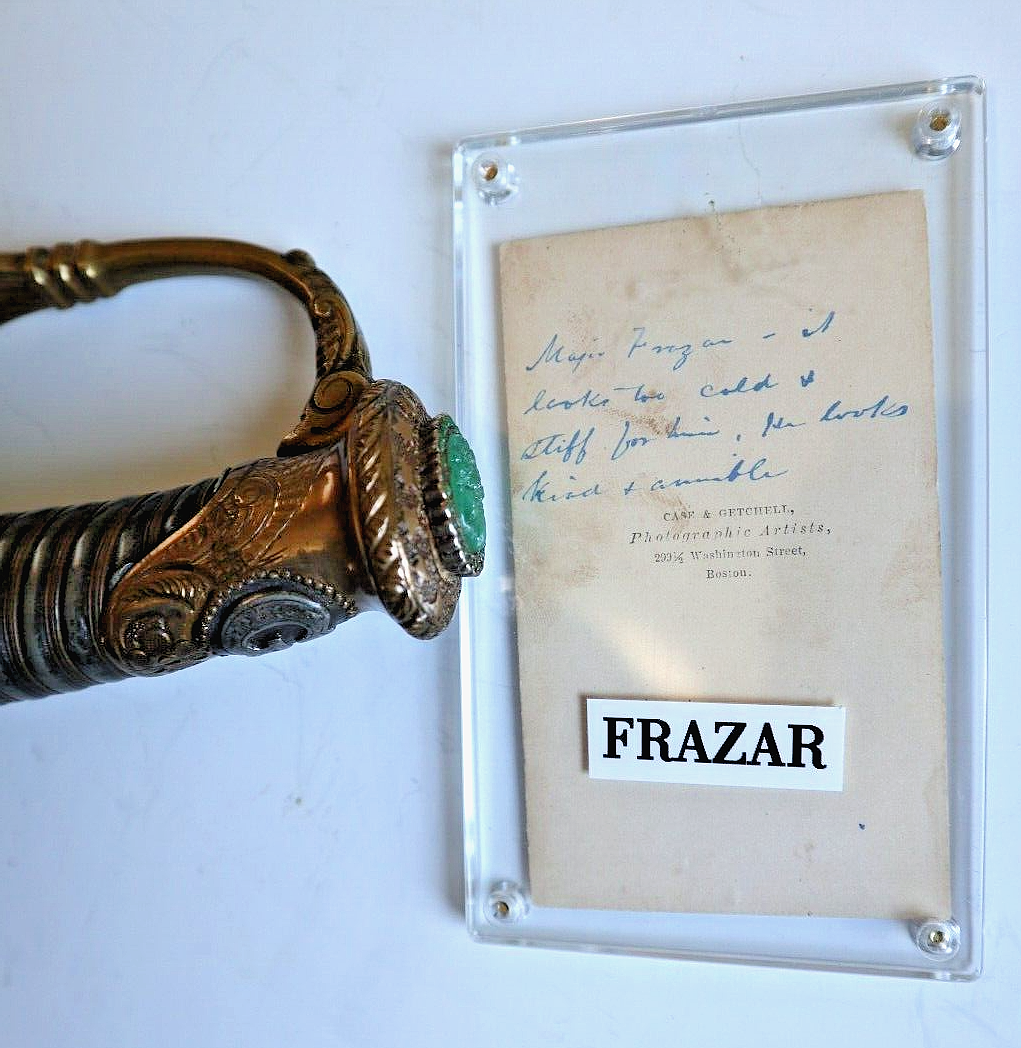 Major Frazar - it
looks too cold &
stiff for him, He looks
kind & amiable
CASE & GETCHELL,
Photographic Artists,
299½ Washington Street,
Boston.
FRAZAR